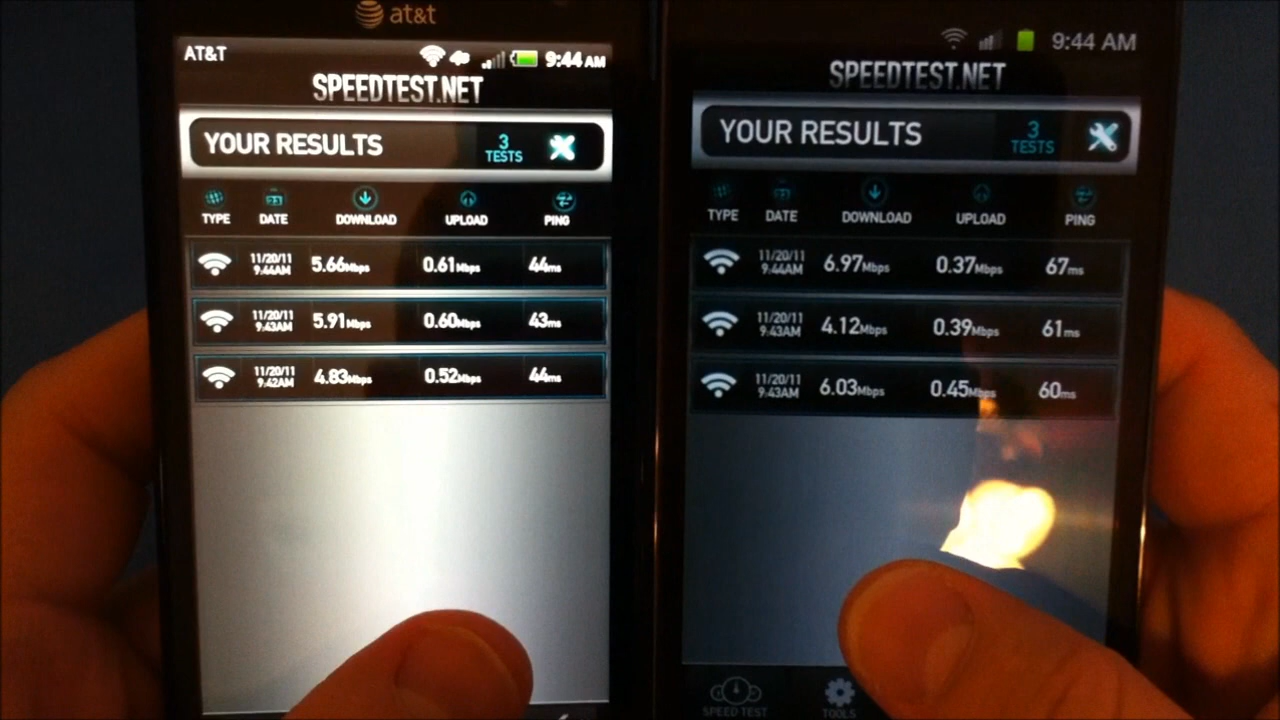 at&t
AT&T 4G 9:44 AM
SPEEDTEST.NET
YOUR RESULTS 3 TESTS
TYPE DATE DOWNLOAD UPLOAD PING
11/20/11 9:44AM 5.66Mbps 0.61Mbps 44ms
11/20/11 9:43AM 5.91Mbps 0.60Mbps 43ms
11/20/11 9:42AM 4.83Mbps 0.52Mbps 44ms
9:44 AM
SPEEDTEST.NET
YOUR RESULTS 3 TESTS
TYPE DATE DOWNLOAD UPLOAD PING
11/20/11 9:44AM 6.97Mbps 0.37Mbps 67ms
11/20/11 9:43AM 4.12Mbps 0.39Mbps 61ms
11/20/11 9:43AM 6.03Mbps 0.45Mbps 60ms
SPEED TEST TOOLS